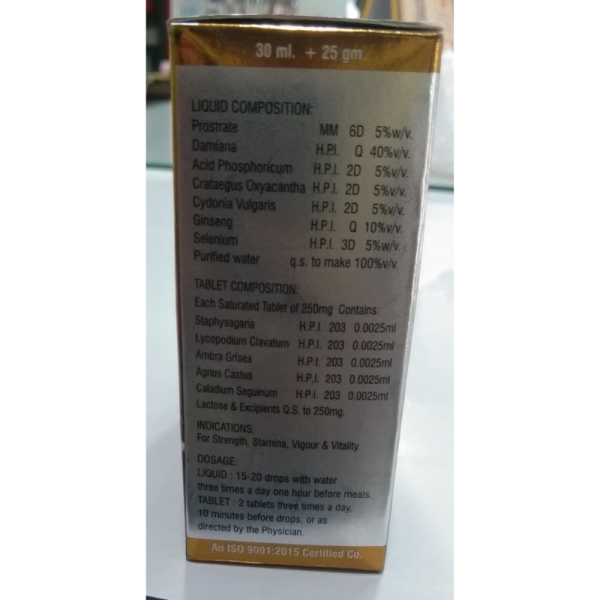 30 ml. + 25 gm.
LIQUID COMPOSITION:
Prostrate MM 6D 5%w/v.
Damiana H.P.I. Q 40%v/v.
Acid Phosphoricum H.P.I. 2D 5%v/v.
Crataegus Oxyacantha H.P.I. 2D 5%v/v.
Cydonia Vulgaris H.P.I. 2D 5%v/v.
Ginseng H.P.I. Q 10%v/v.
Selenium H.P.I. 3D 5%w/v.
Purified water q.s. to make 100%v/v.
TABLET COMPOSITION:
Each Saturated Tablet of 250mg Contains:
Staphysagaria H.P.I. 203 0.0025ml
Lycopodium Clavatum H.P.I. 203 0.0025ml
Ambra Grisea H.P.I. 203 0.0025ml
Agnus Castus H.P.I. 203 0.0025ml
Caladium Seguinum H.P.I. 203 0.0025ml
Lactose & Excipients Q.S. to 250mg.
INDICATIONS:
For Strength, Stamina, Vigour & Vitality
DOSAGE:
LIQUID : 15-20 drops with water
three times a day one hour before meals.
TABLET : 2 tablets three times a day,
10 minutes before drops, or as
directed by the Physician.
An ISO 9001:2015 Certified Co.